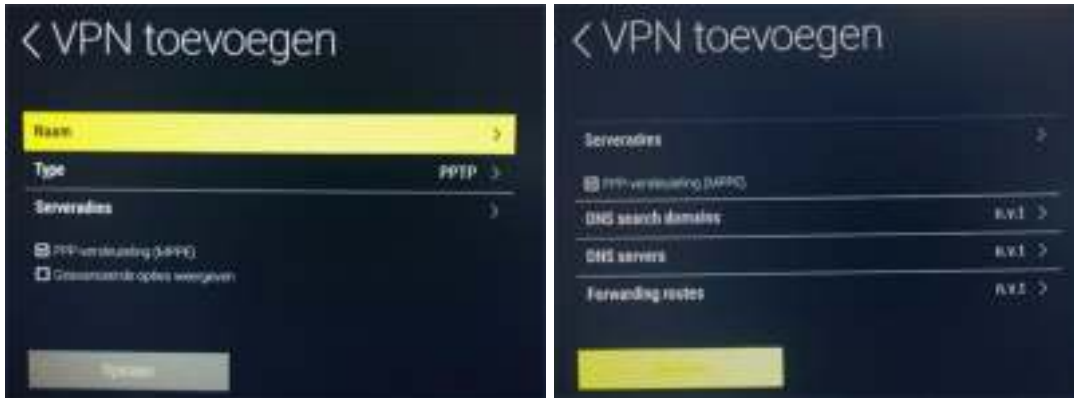 VPN toevoegen
Naam
Type PPTP
Serveradres
PPP-versleuteling (MPPE)
Geavanceerde opties weergeven
Opslaan
VPN toevoegen
Serveradres
PPP-versleuteling (MPPE)
DNS search domains n.v.t
DNS servers n.v.t
Forwarding routes n.v.t